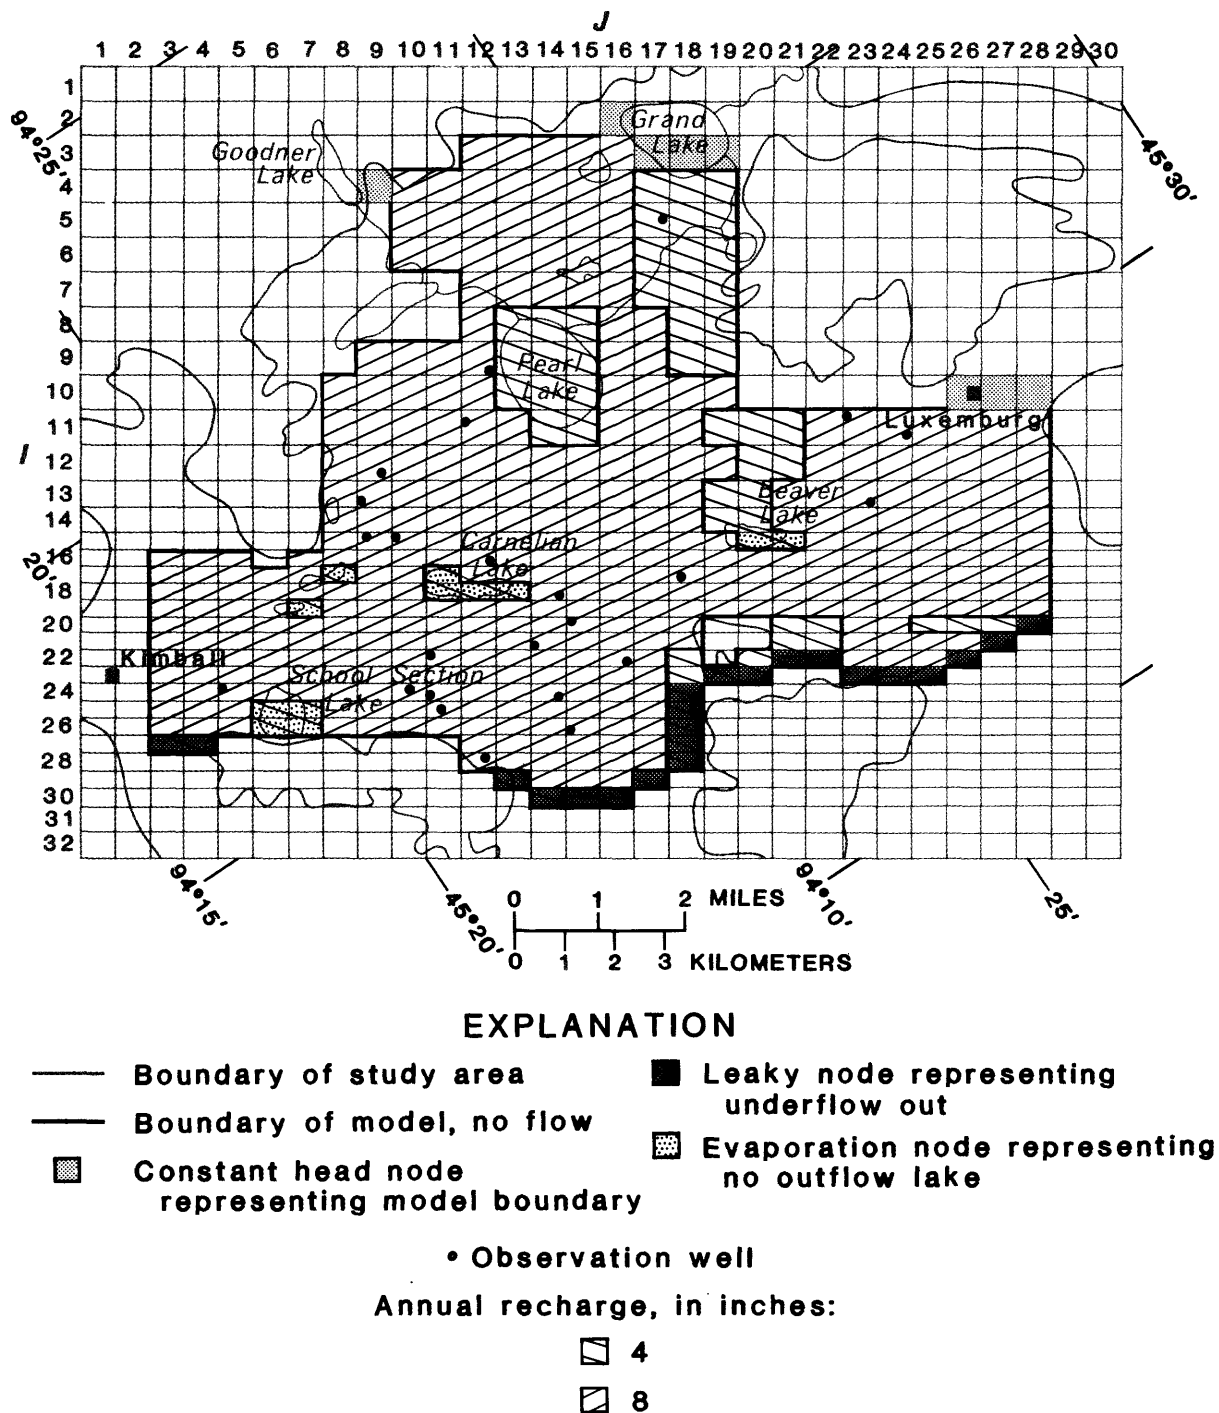 J
1 2 3 4 5 6 7 8 9 10 11 12 13 14 15 16 17 18 19 20 21 22 23 24 25 26 27 28 29 30
1
2
3
4
5
6
7
8
9
10
11
12
13
14
16
18
20
22
24
26
28
30
31
32
I
94°25'
45°30'
20'
Goodner
Lake
Grand
Lake
Pearl
Lake
Luxemburg
Beaver
Lake
Carnelian
Lake
Kimball
School Section
Lake
94°15'
45°20'
94°10'
25'
0 1 2 MILES
0 1 2 3 KILOMETERS
EXPLANATION
Boundary of study area
Boundary of model, no flow
Constant head node
representing model boundary
Leaky node representing
underflow out
Evaporation node representing
no outflow lake
Observation well
Annual recharge, in inches:
4
8